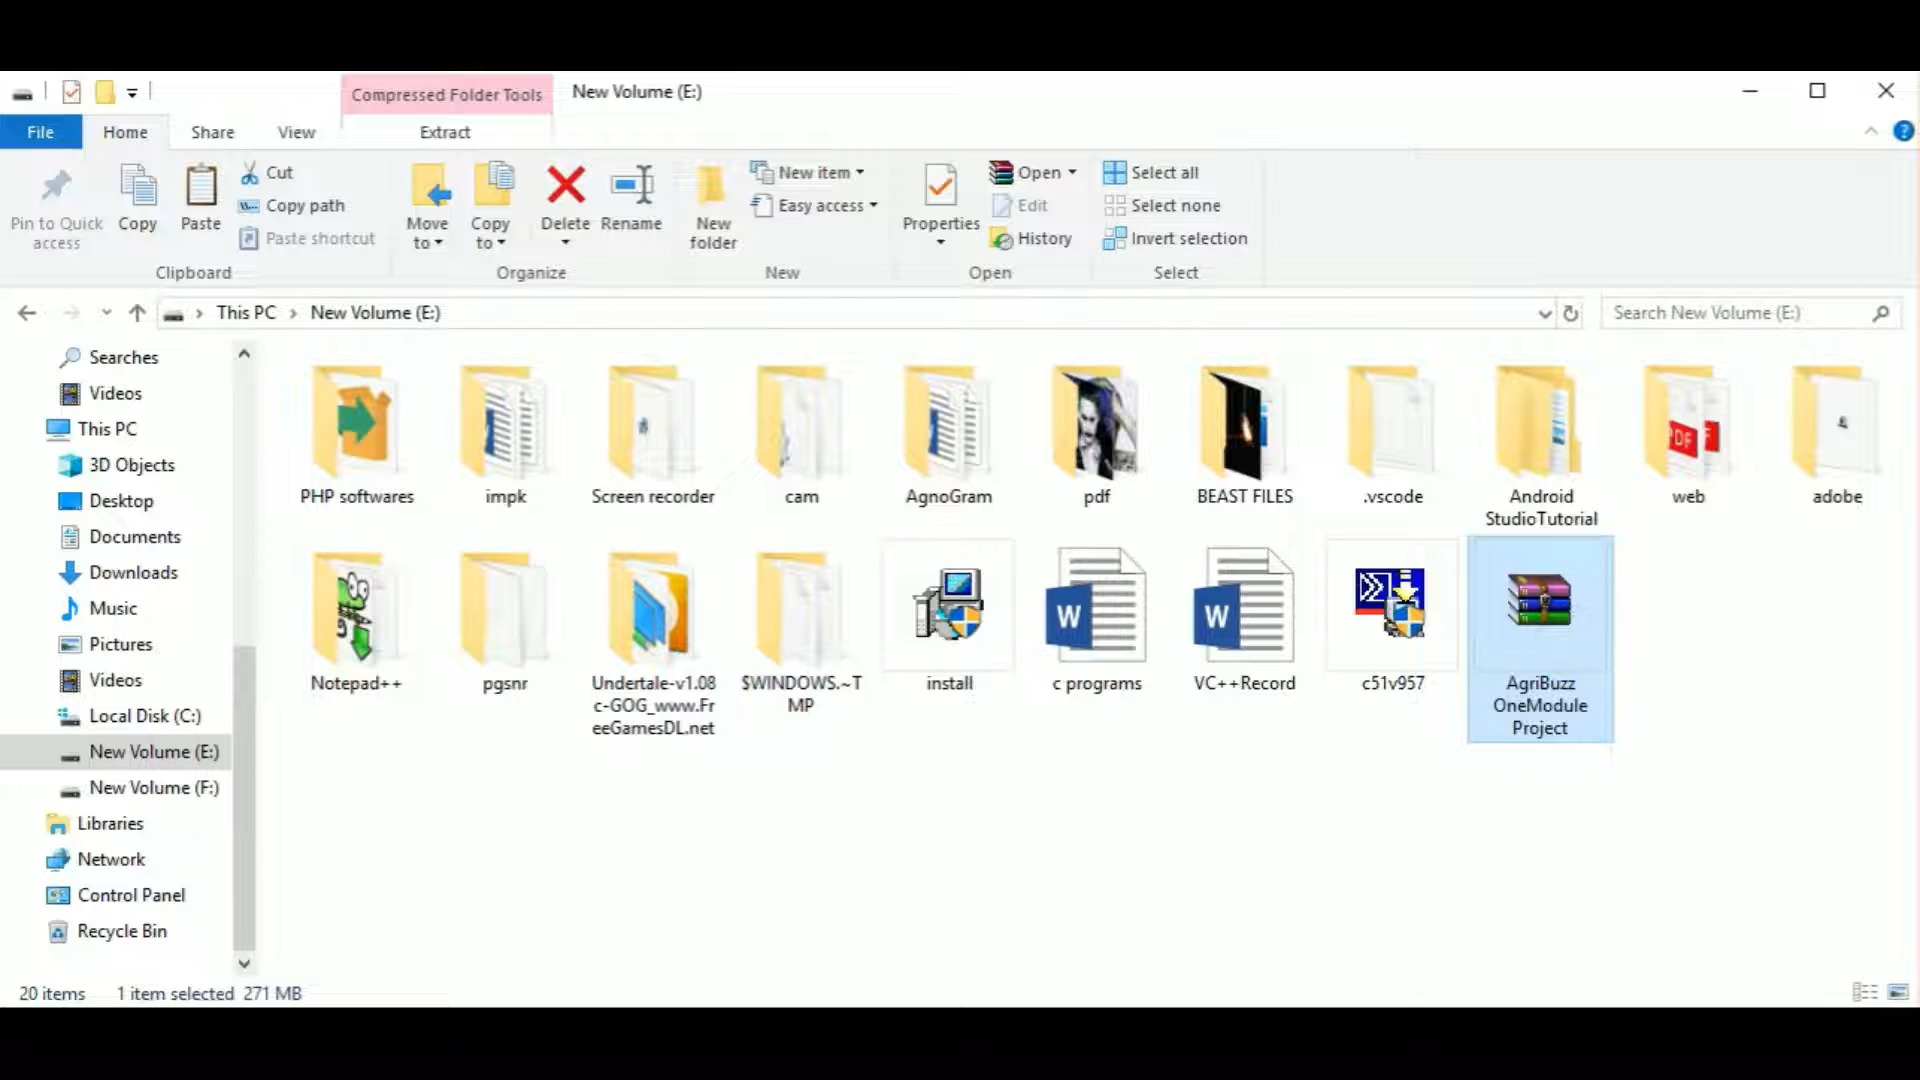 Compressed Folder Tools
New Volume (E:)
File
Home
Share
View
Extract
Pin to Quick
access
Copy
Paste
Cut
Copy path
Paste shortcut
Clipboard
Move
to
Copy
to
Delete
Rename
Organize
New
folder
New item
Easy access
New
Properties
Open
Edit
History
Open
Select all
Select none
Invert selection
Select
This PC
New Volume (E:)
Search New Volume (E:)
Searches
Videos
This PC
3D Objects
Desktop
Documents
Downloads
Music
Pictures
Videos
Local Disk (C:)
New Volume (E:)
New Volume (F:)
Libraries
Network
Control Panel
Recycle Bin
PHP softwares
impk
Screen recorder
cam
AgnoGram
pdf
BEAST FILES
.vscode
Android
StudioTutorial
PDF
web
adobe
Notepad++
pgsnr
Undertale-v1.08
c-GOG_www.Fr
eeGamesDL.net
$WINDOWS.~T
MP
install
W
c programs
W
VC++Record
c51v957
AgriBuzz
OneModule
Project
20 items
1 item selected 271 MB